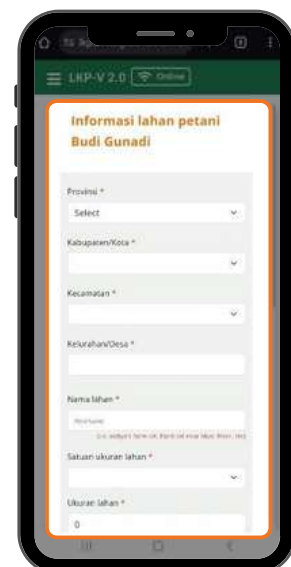 LKP-V 2.0 Online
Informasi lahan petani
Budi Gunadi
Provinsi *
Select
Kabupaten/Kota *
Kecamatan *
Kelurahan/Desa *
Nama lahan *
Satuan ukuran lahan *
Ukuran lahan *
0